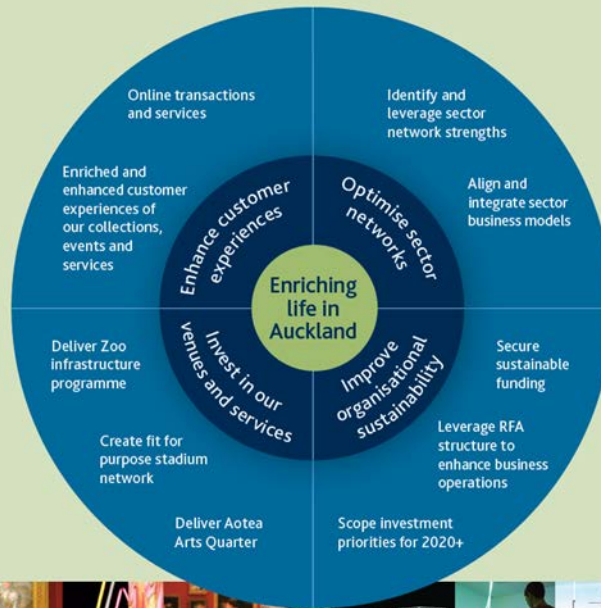 Online transactions
and services
Enriched and
enhanced customer
experiences of
our collections,
events and
services
Enhance customer
experiences
Identify and
leverage sector
network strengths
Align and
integrate sector
business models
Optimise sector
networks
Enriching
life in
Auckland
Deliver Zoo
infrastructure
programme
Create fit for
purpose stadium
network
Deliver Aotea
Arts Quarter
Invest in our
venues and services
Improve
organisational
sustainability
Secure
sustainable
funding
Leverage RFA
structure to
enhance business
operations
Scope investment
priorities for 2020+